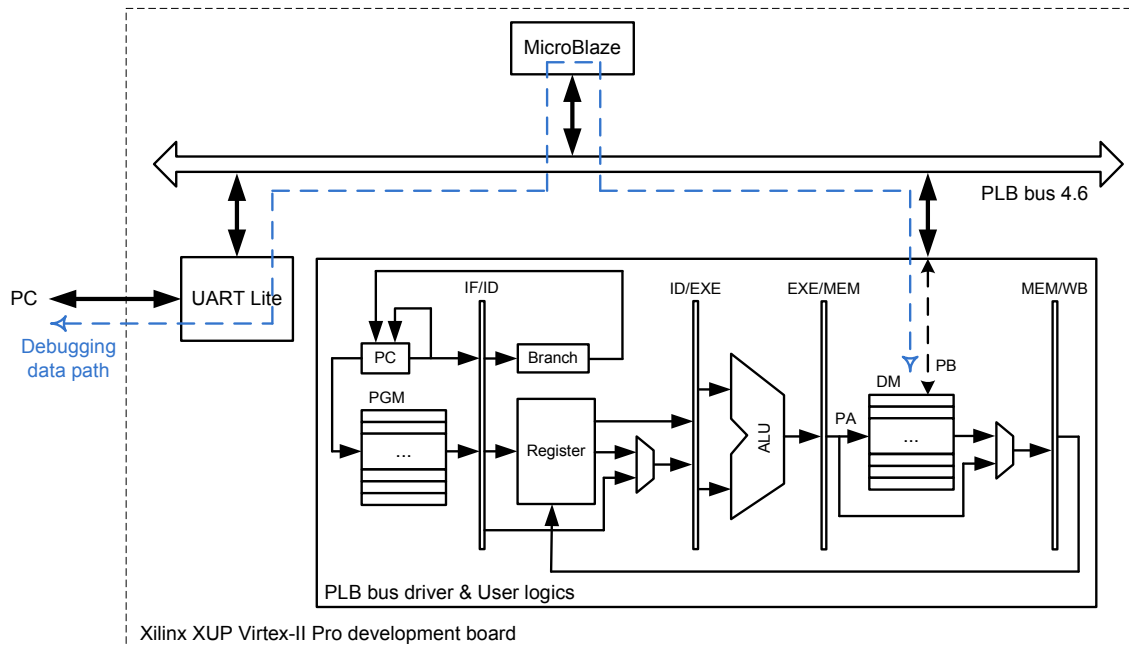 MicroBlaze
PLB bus 4.6
PC
UART Lite
Debugging
data path
IF/ID
ID/EXE
EXE/MEM
MEM/WB
PC
Branch
PGM
...
Register
ALU
PA
DM
PB
...
PLB bus driver & User logics
Xilinx XUP Virtex-II Pro development board